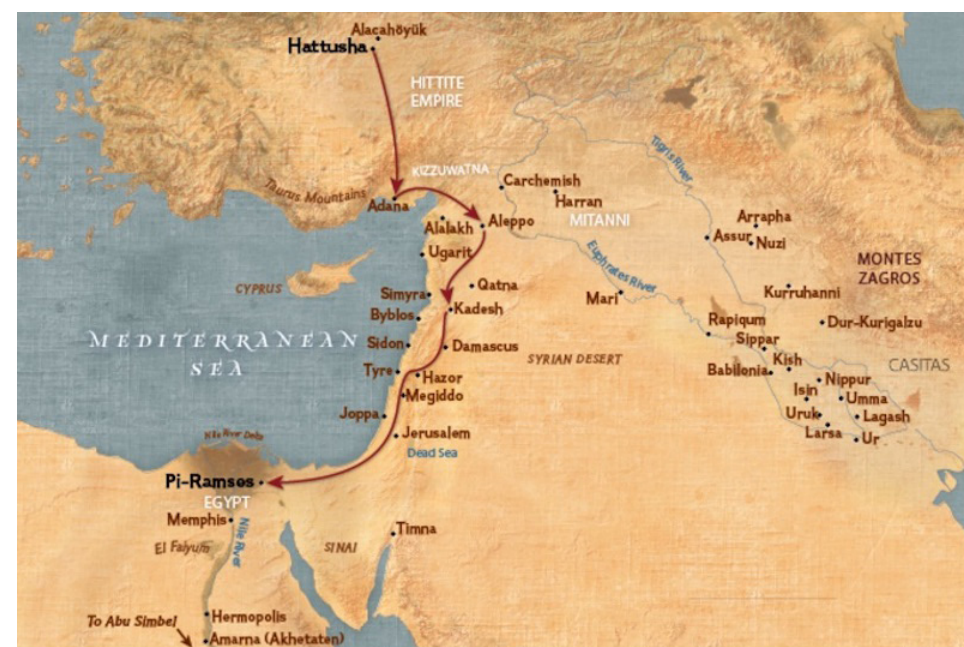 Alacahöyük
Hattusha
HITTITE
EMPIRE
KIZZUWATNA
Taurus Mountains
Adana
Carchemish
Harran
MITANNI
Tigris River
Alalakh
Aleppo
Arrapha
Assur
Nuzi
Ugarit
Euphrates River
MONTES
ZAGROS
CYPRUS
Simyra
Qatna
Mari
Kurruhanni
Byblos
Kadesh
Rapiqum
Dur-Kurigalzu
MEDITERRANEAN
SEA
Sidon
Damascus
SYRIAN DESERT
Sippar
Kish
CASITAS
Tyre
Hazor
Babilonia
Nippur
Megiddo
Isin
Umma
Joppa
Uruk
Lagash
Jerusalem
Larsa
Ur
Nile River Delta
Dead Sea
Pi-Ramses
EGYPT
Memphis
Nile River
El Faiyum
SINAI
Timna
To Abu Simbel
Hermopolis
Amarna (Akhetaten)